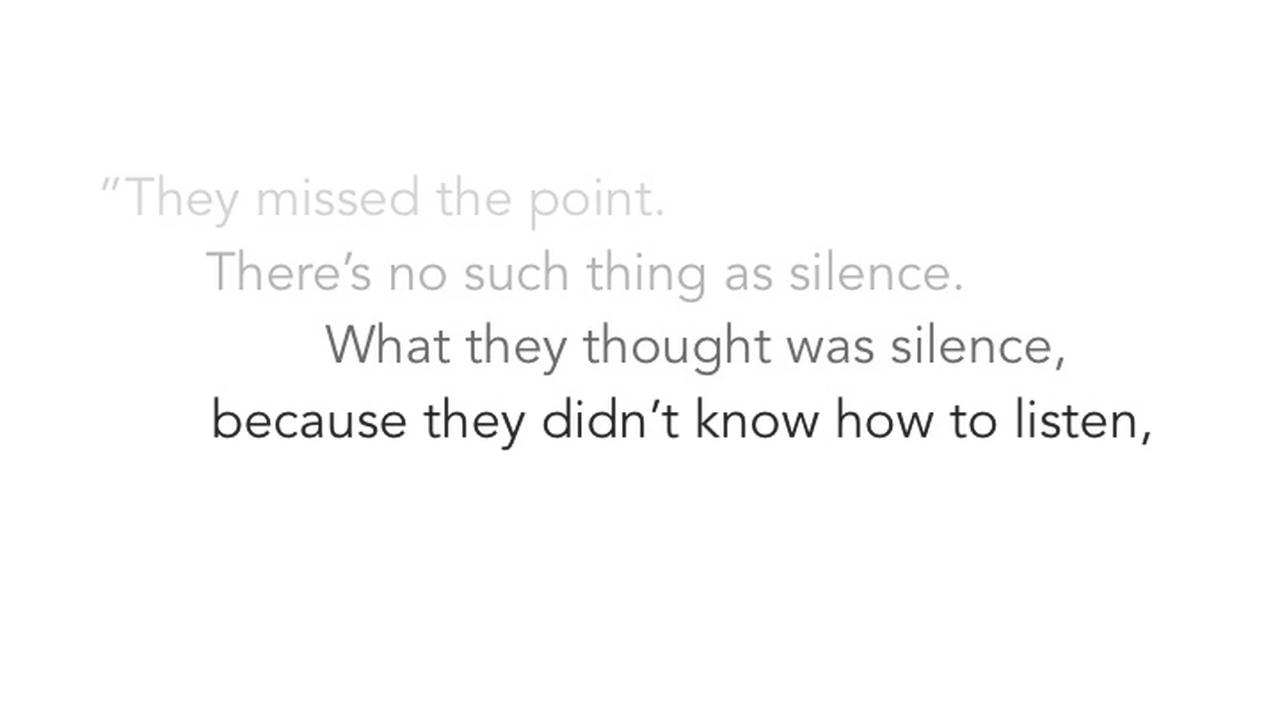 "They missed the point.
There’s no such thing as silence.
What they thought was silence,
because they didn’t know how to listen,